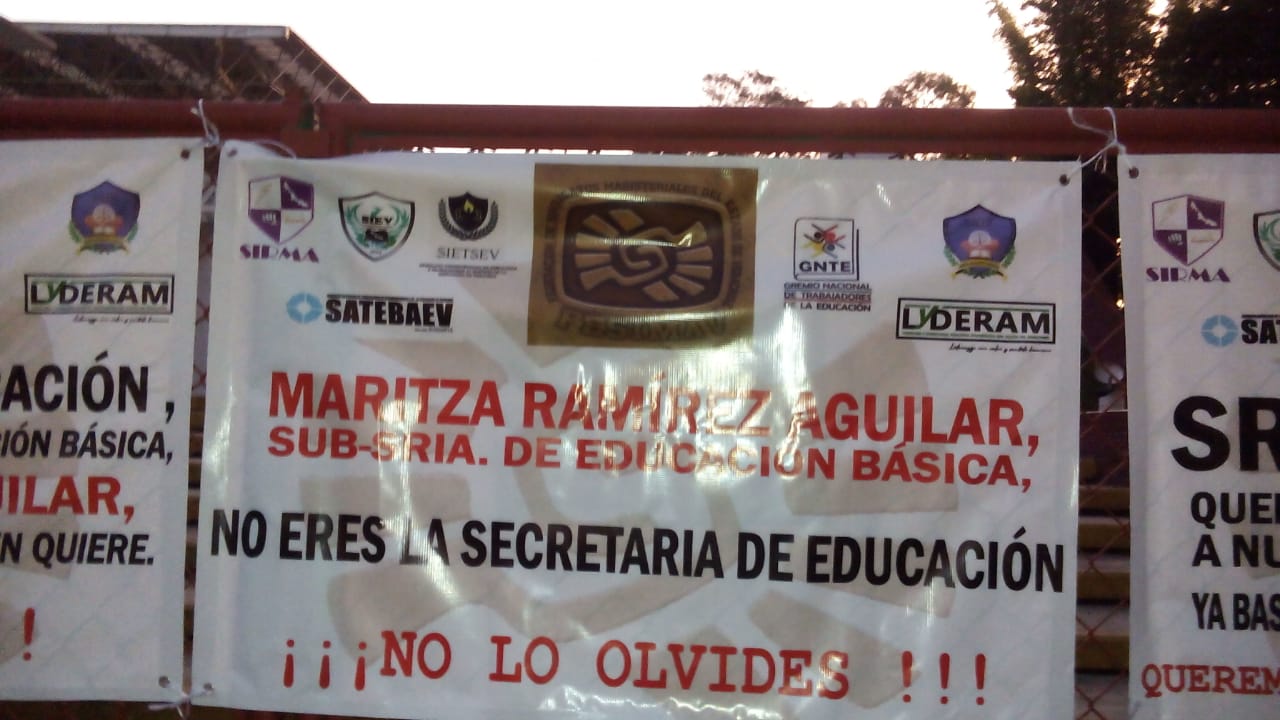 LYDERAM
ACIÓN ,
CIÓN BÁSICA,
UILAR,
N QUIERE.
!
SIRMA
SIEV
SIETSEV
SATEBAEV
GNTE
GREMIO NACIONAL
DE TRABAJADORES
DE LA EDUCACIÓN
LYDERAM
MARITZA RAMÍREZ AGUILAR,
SUB-SRIA. DE EDUCACIÓN BÁSICA,
NO ERES LA SECRETARIA DE EDUCACIÓN
¡¡¡NO LO OLVIDES !!!
SIRMA
SA
SR
QUE
A NU
YA BAS
QUEREM